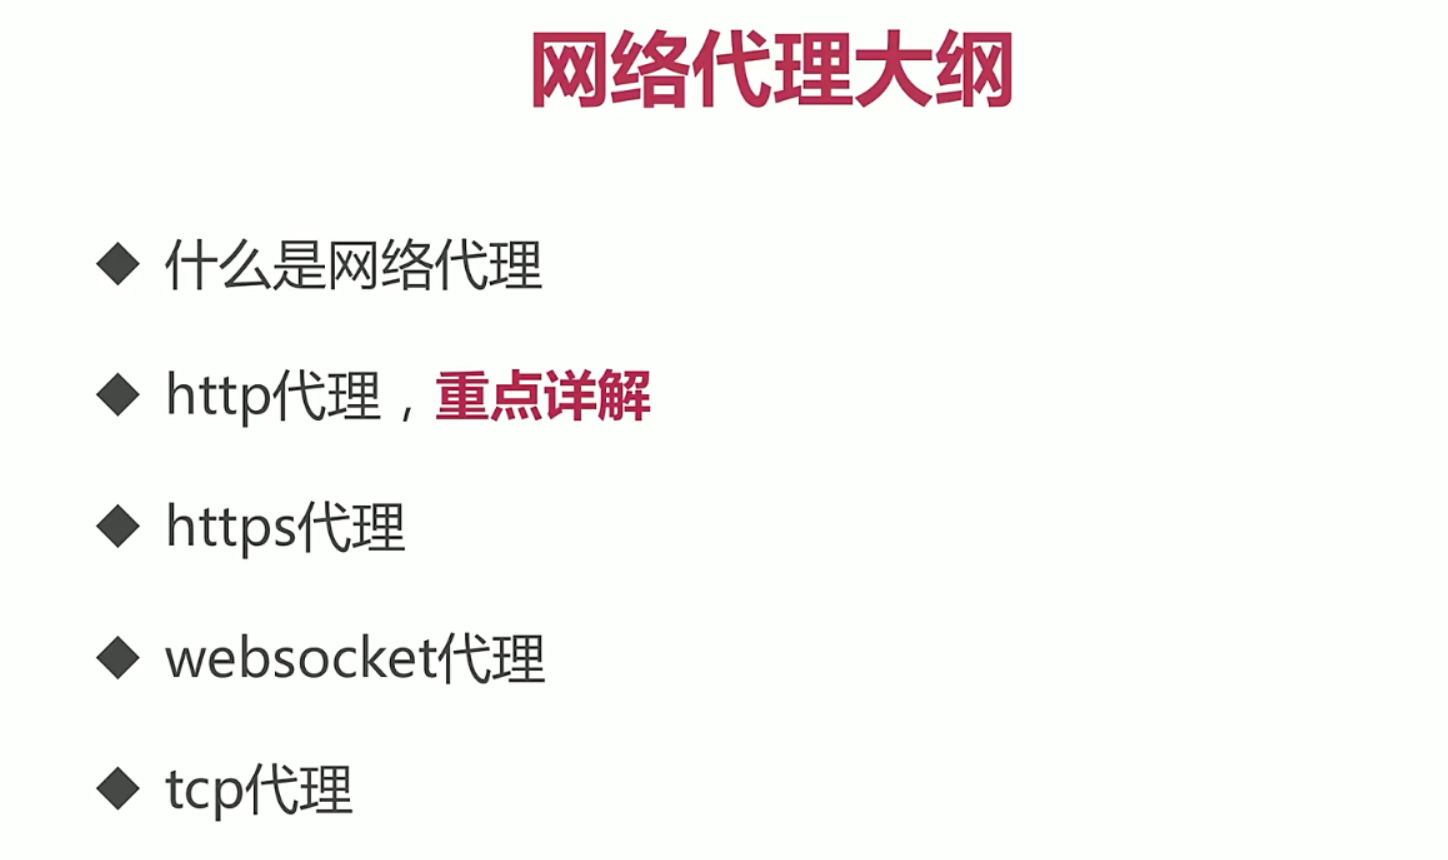 网络代理大纲
◆ 什么是网络代理
◆ http代理，重点详解
◆ https代理
◆ websocket代理
◆ tcp代理